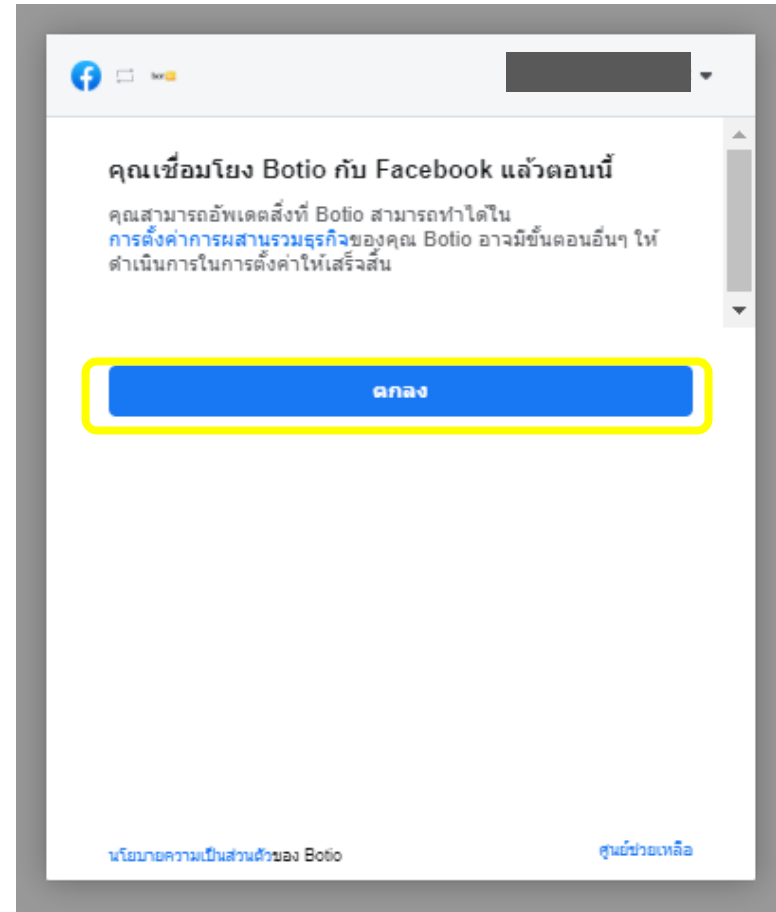 คุณเชื่อมโยง Botio กับ Facebook แล้วตอนนี้
คุณสามารถอัพเดตสิ่งที่ Botio สามารถทำได้ใน
การตั้งค่าการผสานรวมธุรกิจของคุณ Botio อาจมีขั้นตอนอื่นๆ ให้
ดำเนินการในการตั้งค่าให้เสร็จสิ้น
ตกลง
นโยบายความเป็นส่วนตัวของ Botio
ศูนย์ช่วยเหลือ